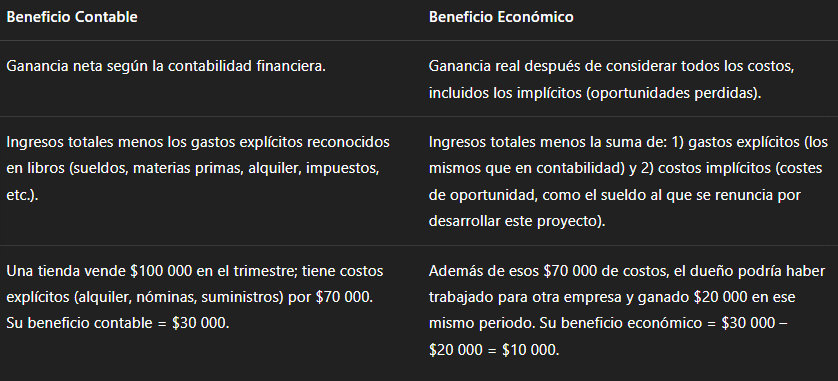 Beneficio Contable
Beneficio Económico
Ganancia neta según la contabilidad financiera.
Ganancia real después de considerar todos los costos,
incluidos los implícitos (oportunidades perdidas).
Ingresos totales menos los gastos explícitos reconocidos
en libros (sueldos, materias primas, alquiler, impuestos,
etc.).
Ingresos totales menos la suma de: 1) gastos explícitos (los
mismos que en contabilidad) y 2) costos implícitos (costes
de oportunidad, como el sueldo al que se renuncia por
desarrollar este proyecto).
Una tienda vende $100 000 en el trimestre; tiene costos
explícitos (alquiler, nóminas, suministros) por $70 000.
Su beneficio contable = $30 000.
Además de esos $70 000 de costos, el dueño podría haber
trabajado para otra empresa y ganado $20 000 en ese
mismo periodo. Su beneficio económico = $30 000 –
$20 000 = $10 000.